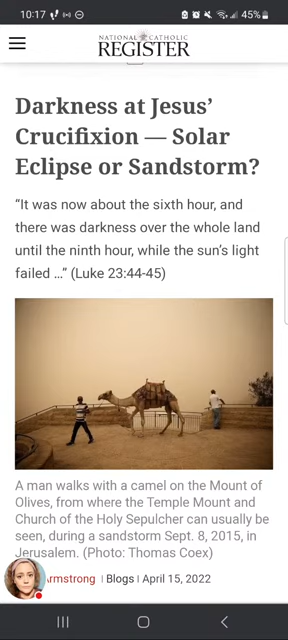 10:17 45%
NATIONAL CATHOLIC
REGISTER
Darkness at Jesus’
Crucifixion — Solar
Eclipse or Sandstorm?
“It was now about the sixth hour, and
there was darkness over the whole land
until the ninth hour, while the sun’s light
failed …” (Luke 23:44-45)
A man walks with a camel on the Mount of
Olives, from where the Temple Mount and
Church of the Holy Sepulcher can usually be
seen, during a sandstorm Sept. 8, 2015, in
Jerusalem. (Photo: Thomas Coex)
rmstrong | Blogs | April 15, 2022